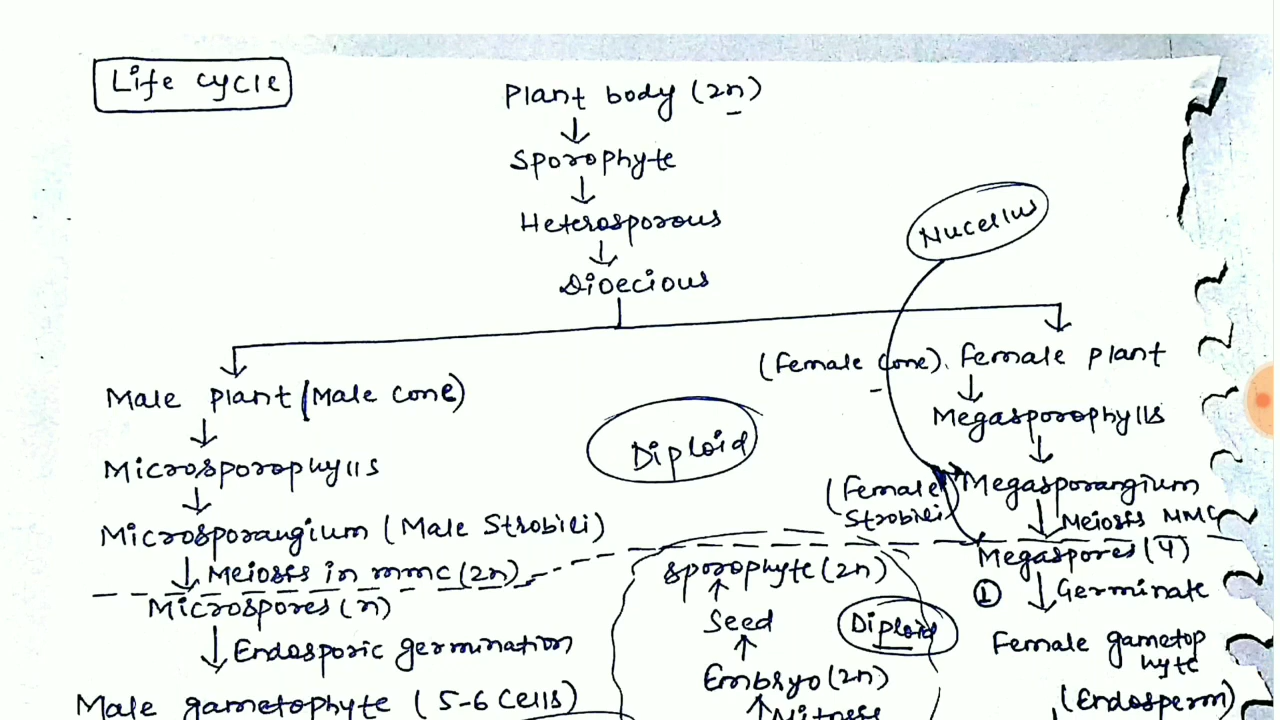 Life cycle
Plant body (2n)
Sporophyte
Heterosporous
Nucellus
Dioecious
(Female Cone). Female plant
Male plant (Male cone)
Megasporophylls
Diploid
Microsporophylls
(Female Strobili)
Megasporangium
Microsporangium (Male Strobili)
Meiosis MMC
Megaspores (4)
Meiosis in mmc (2n)
Sporophyte (2n)
① Germinate
Microspores (n)
Seed
Diploid
Endosporic germination
Female gametop
hyte
Embryo (2n)
(Endosperm)
Male gametophyte (5-6 cells)